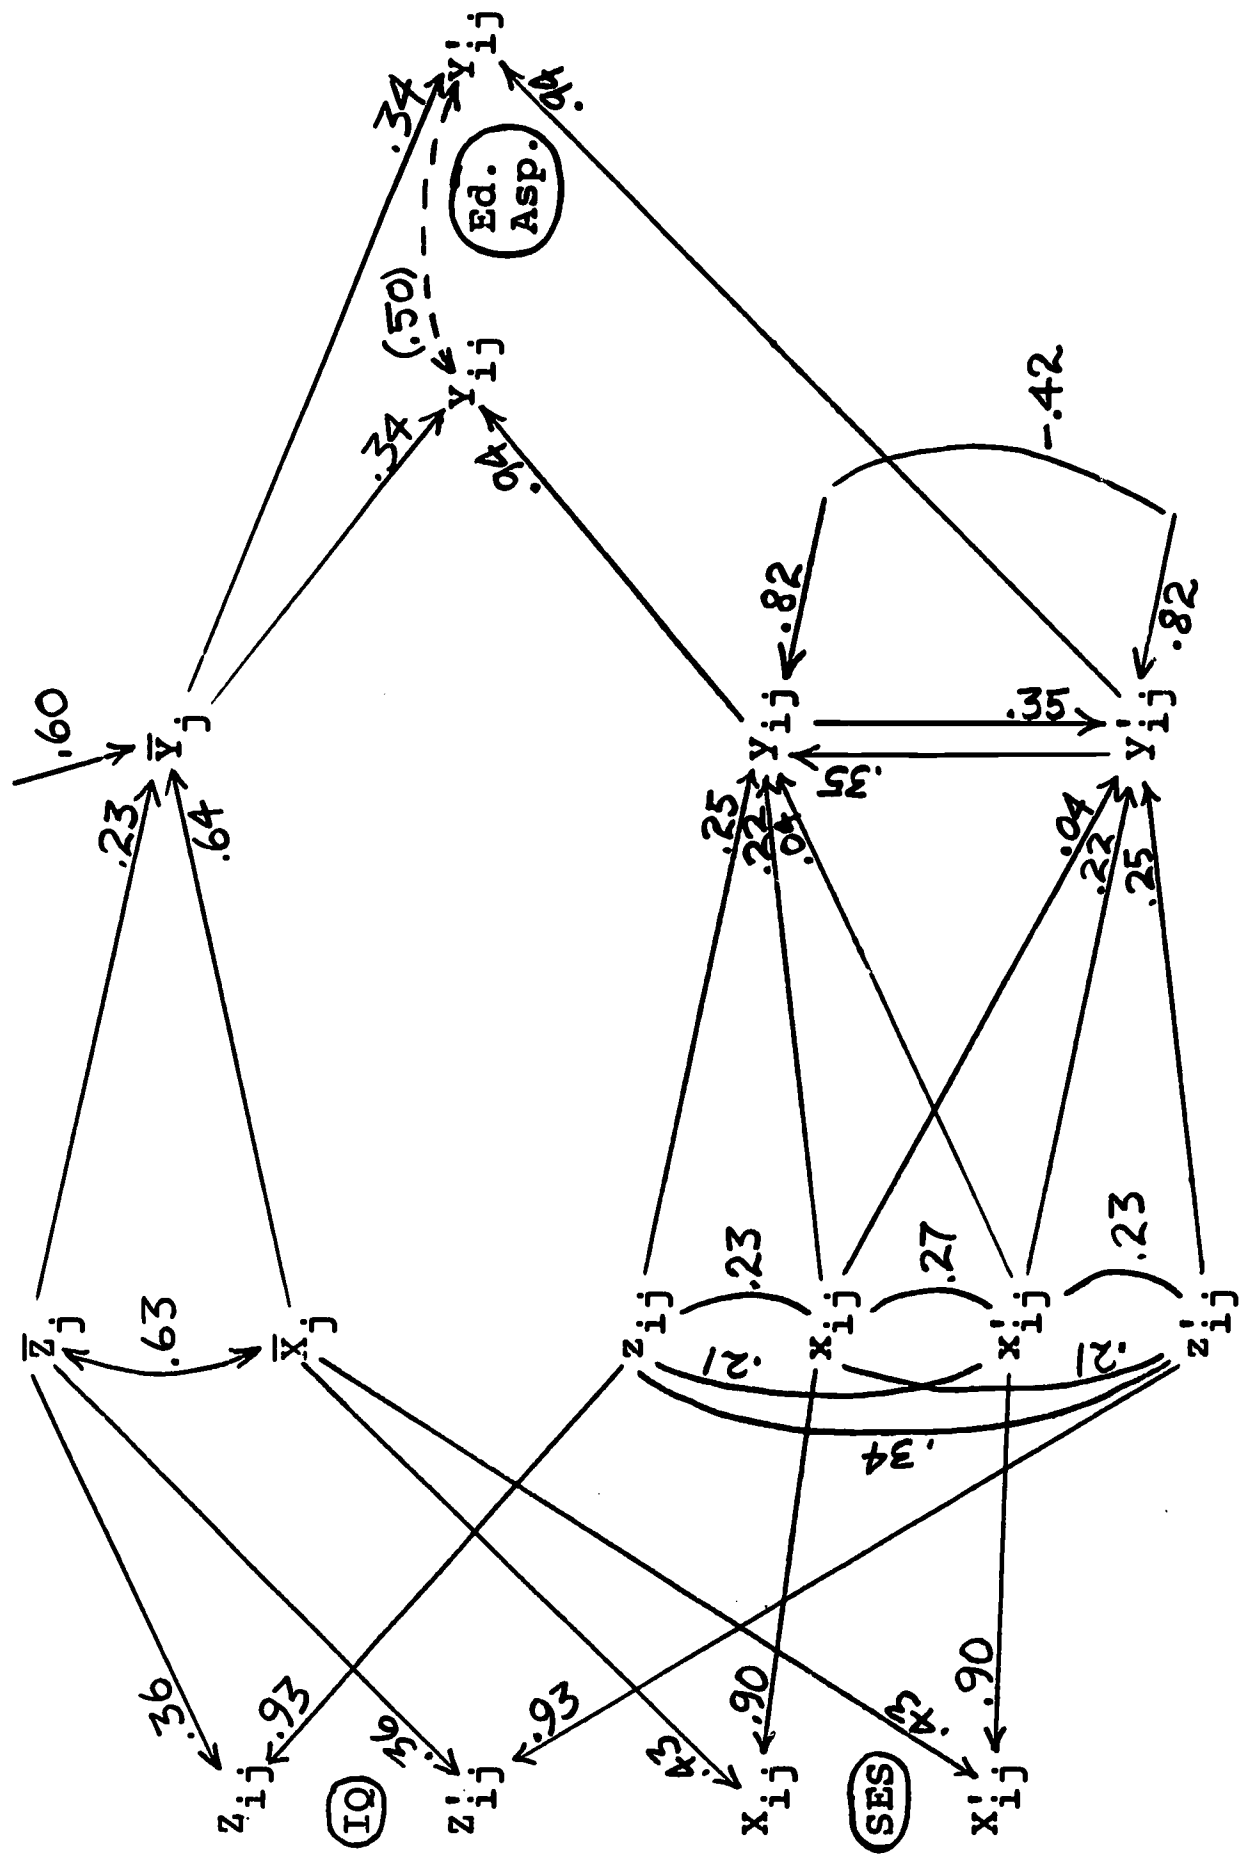 z̄j
.60
.23
.36
.63
ȳj
.64
zij
.93
x̄j
IQ
.36
.34
.34
z'ij
.93
(.50)
yij
y'ij
Ed.
Asp.
.94
.94
zij
.25
.22
.04
.23
.21
.82
xij
.43
.90
xij
yij
.35
.35
SES
.34
.27
.43
.90
x'ij
x'ij
-.42
.04
.22
.25
.21
.23
y'ij
.82
z'ij